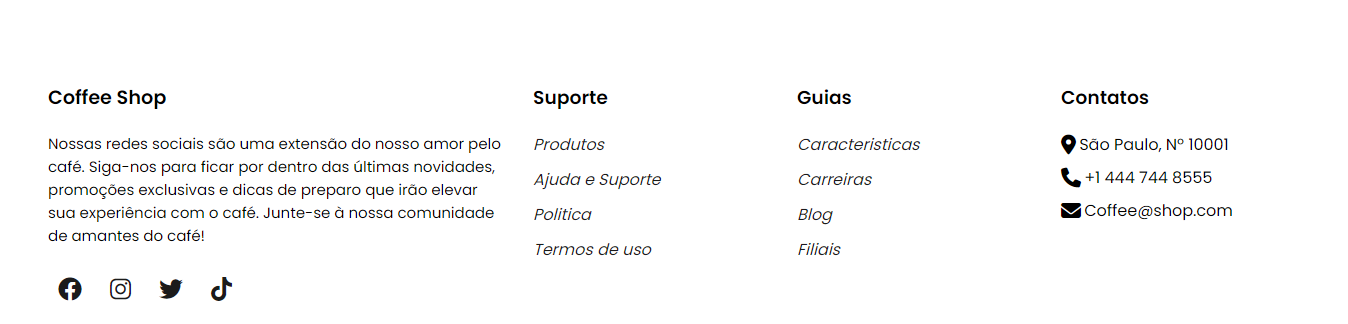 Coffee Shop
Nossas redes sociais são uma extensão do nosso amor pelo
café. Siga-nos para ficar por dentro das últimas novidades,
promoções exclusivas e dicas de preparo que irão elevar
sua experiência com o café. Junte-se à nossa comunidade
de amantes do café!
Suporte
Produtos
Ajuda e Suporte
Politica
Termos de uso
Guias
Caracteristicas
Carreiras
Blog
Filiais
Contatos
São Paulo, Nº 10001
+1 444 744 8555
Coffee@shop.com